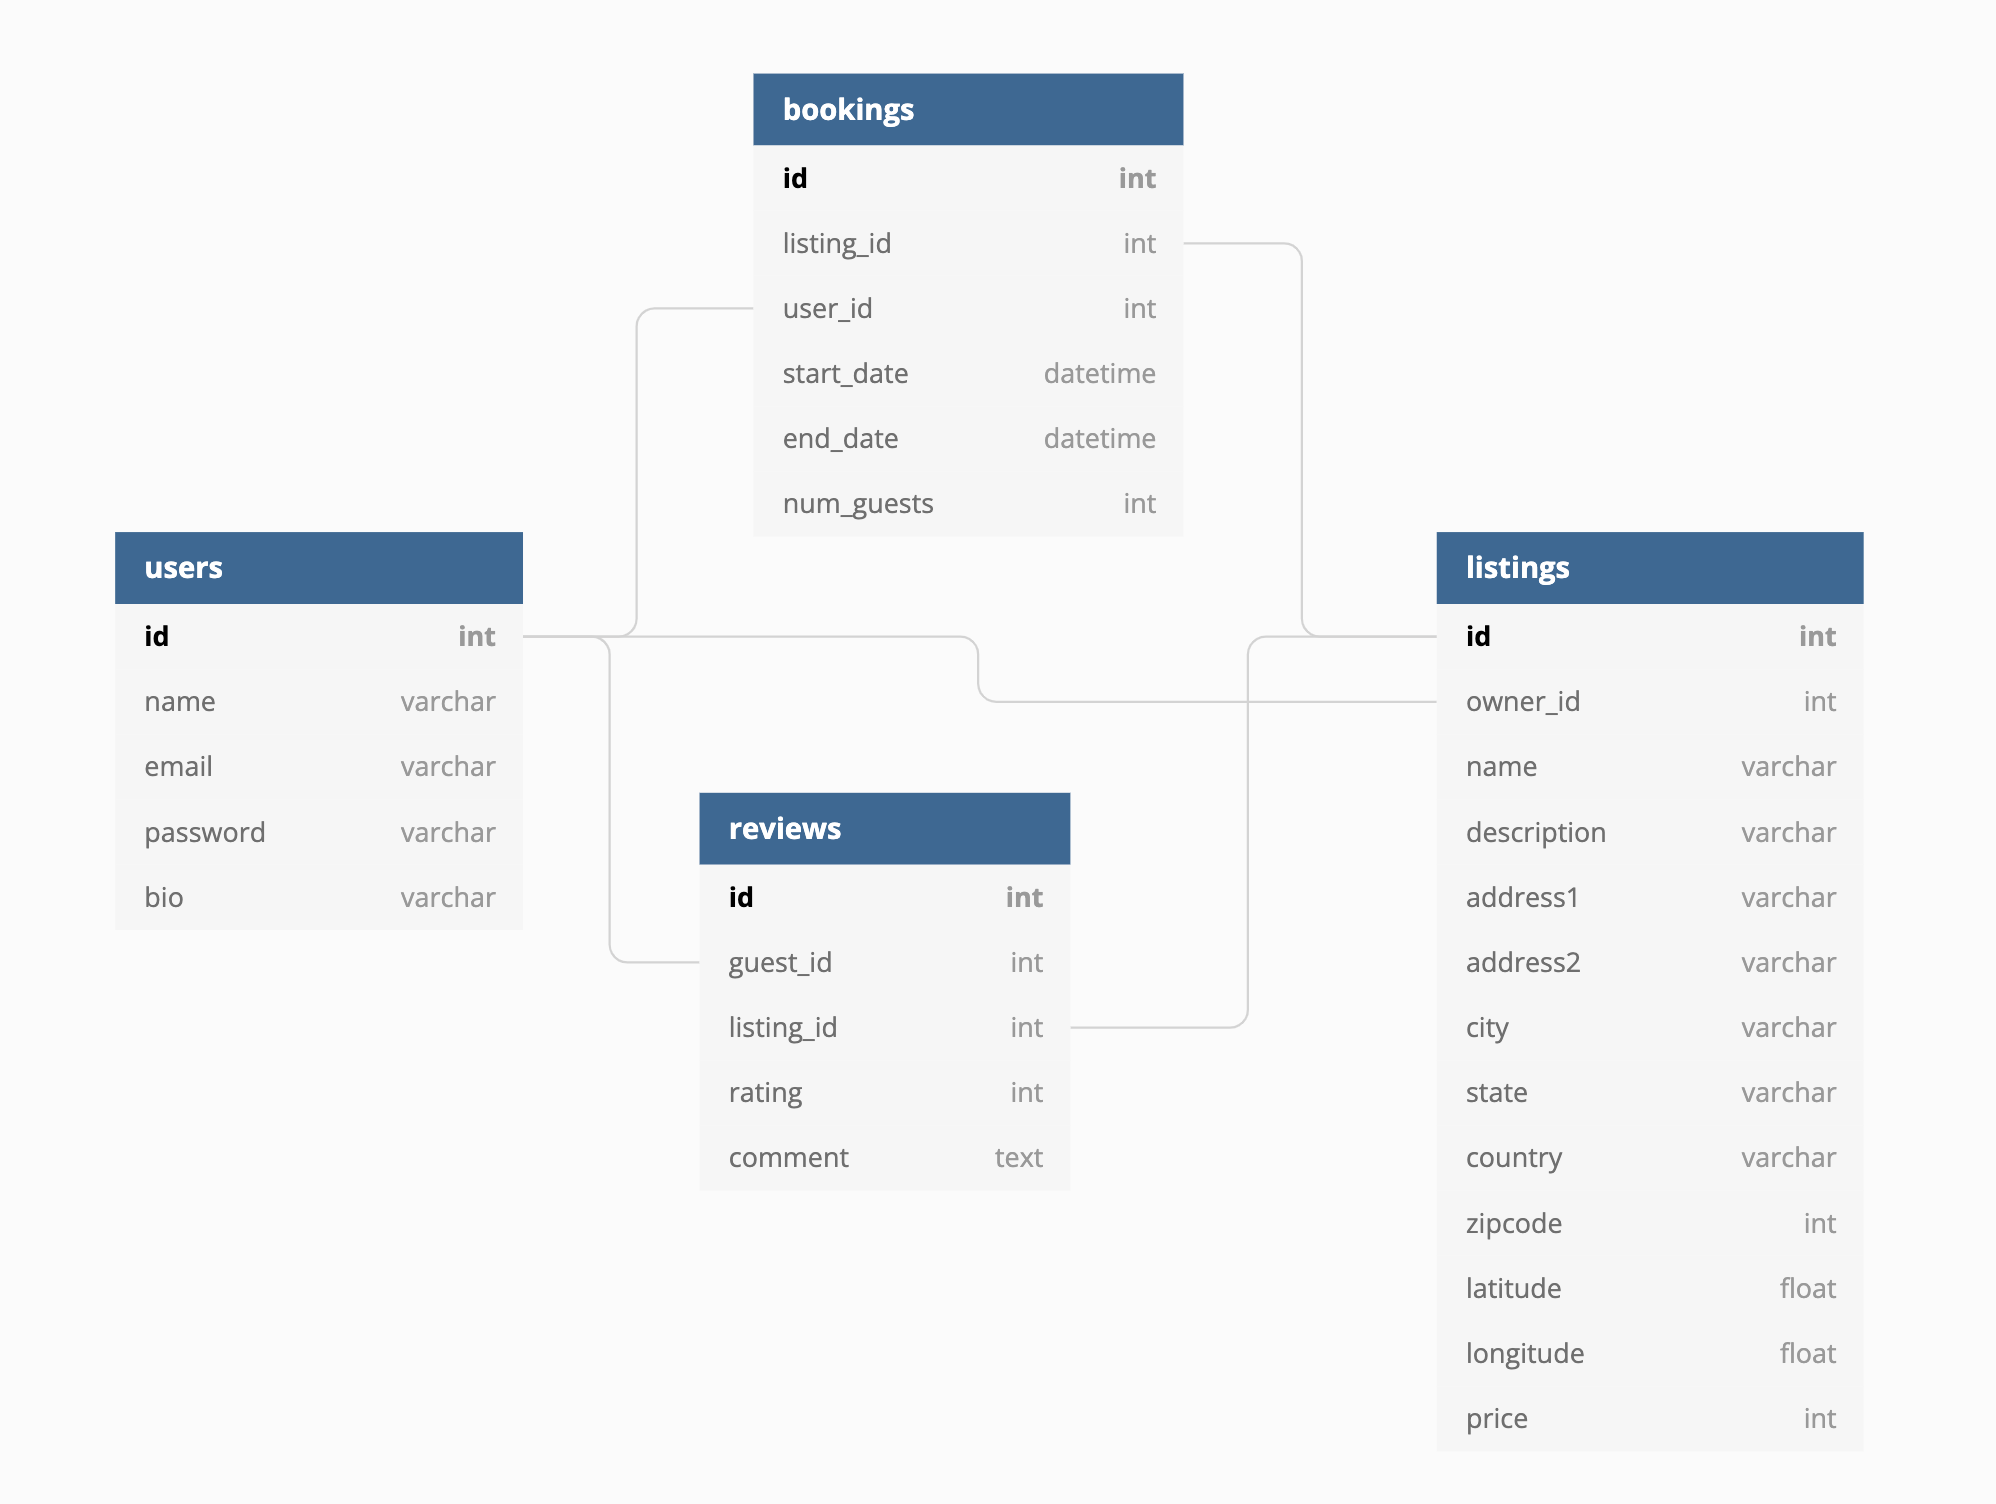 bookings
id int
listing_id int
user_id int
start_date datetime
end_date datetime
num_guests int
users
id int
name varchar
email varchar
password varchar
bio varchar
reviews
id int
guest_id int
listing_id int
rating int
comment text
listings
id int
owner_id int
name varchar
description varchar
address1 varchar
address2 varchar
city varchar
state varchar
country varchar
zipcode int
latitude float
longitude float
price int